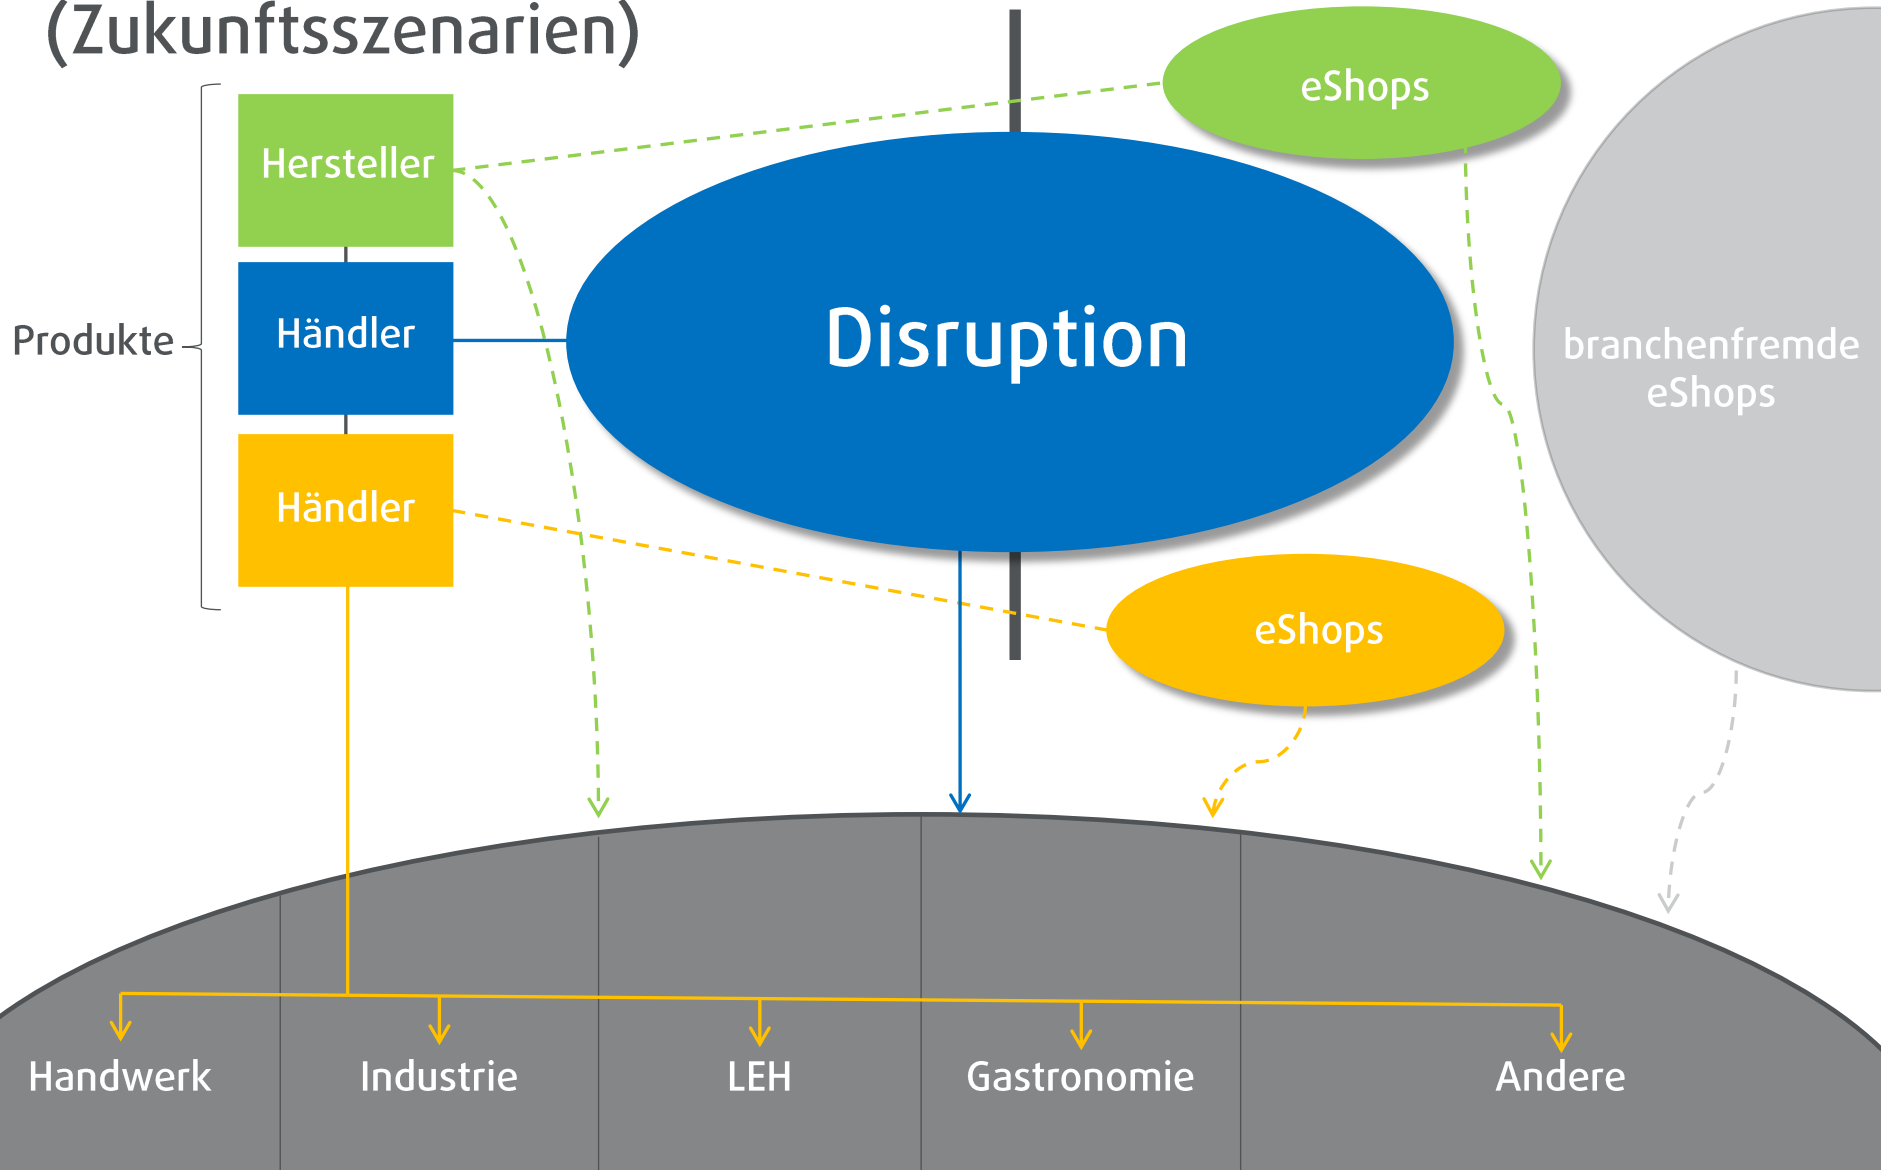 (Zukunftsszenarien)
eShops
Hersteller
Produkte
Händler
Disruption
branchenfremde
eShops
Händler
eShops
Handwerk
Industrie
LEH
Gastronomie
Andere